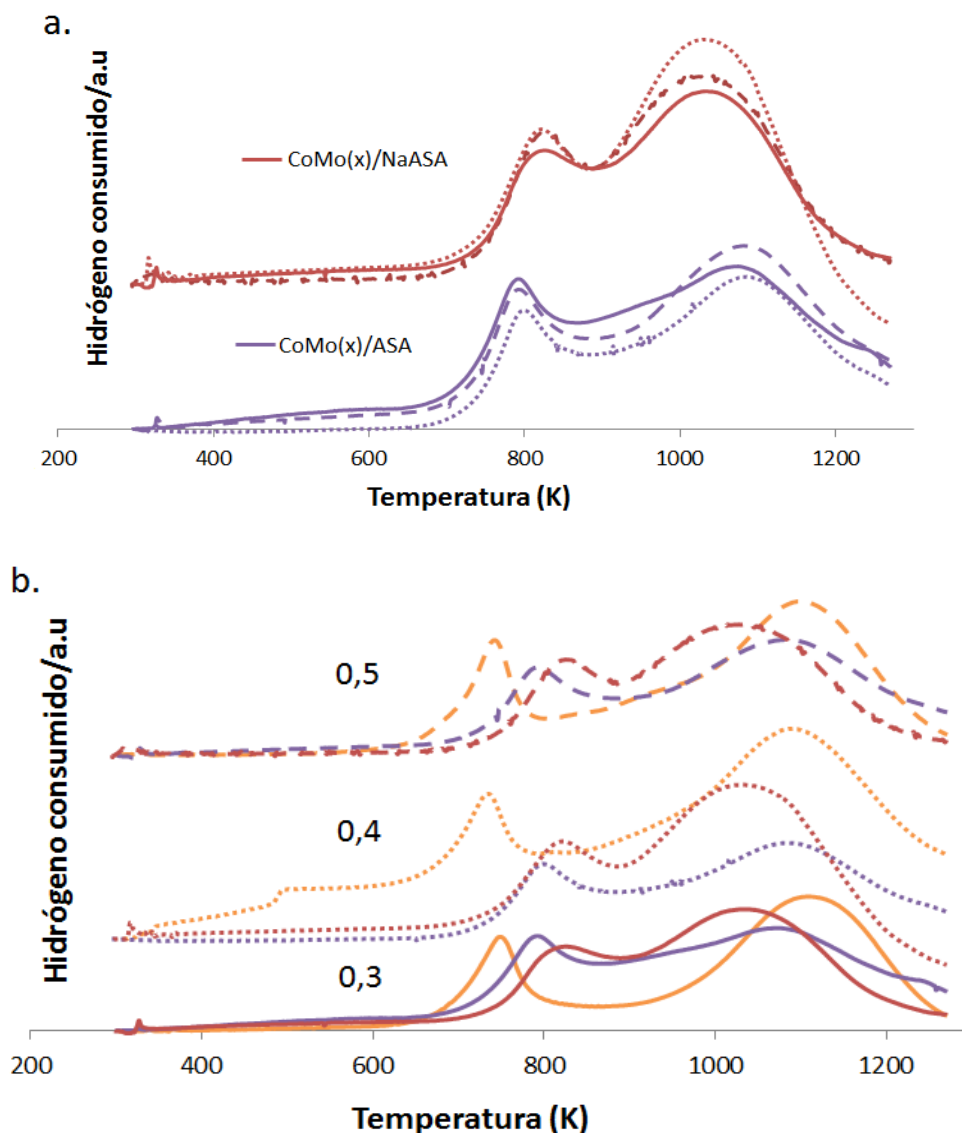 a.
Hidrógeno consumido/a.u
CoMo(x)/NaASA
CoMo(x)/ASA
200 400 600 800 1000 1200
Temperatura (K)
b.
Hidrógeno consumido/a.u
0,5
0,4
0,3
200 400 600 800 1000 1200
Temperatura (K)